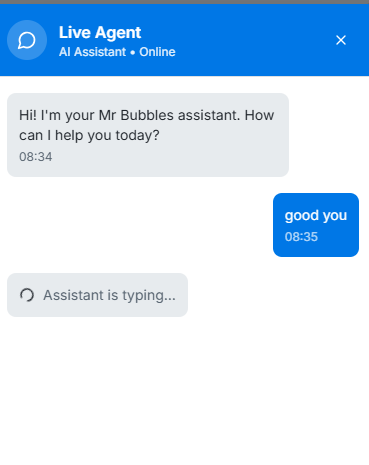 Live Agent
AI Assistant • Online
Hi! I'm your Mr Bubbles assistant. How
can I help you today?
08:34
good you
08:35
Assistant is typing...